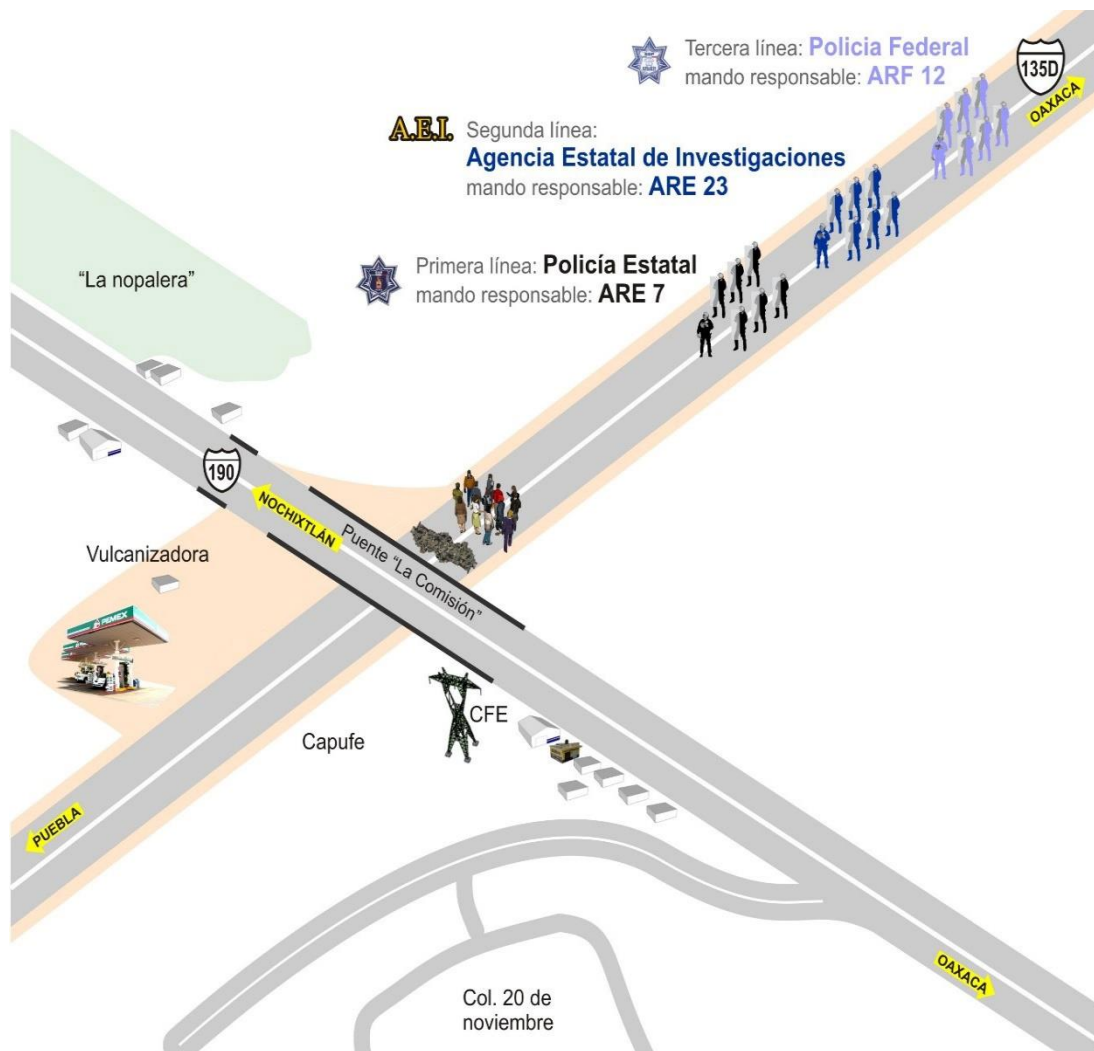 Tercera línea: Policia Federal
mando responsable: ARF 12
135D
OAXACA
A.E.I. Segunda línea:
Agencia Estatal de Investigaciones
mando responsable: ARE 23
Primera línea: Policía Estatal
mando responsable: ARE 7
"La nopalera"
190
NOCHIXTLÁN
Puente "La Comisión"
Vulcanizadora
PEMEX
CFE
Capufe
PUEBLA
OAXACA
Col. 20 de
noviembre